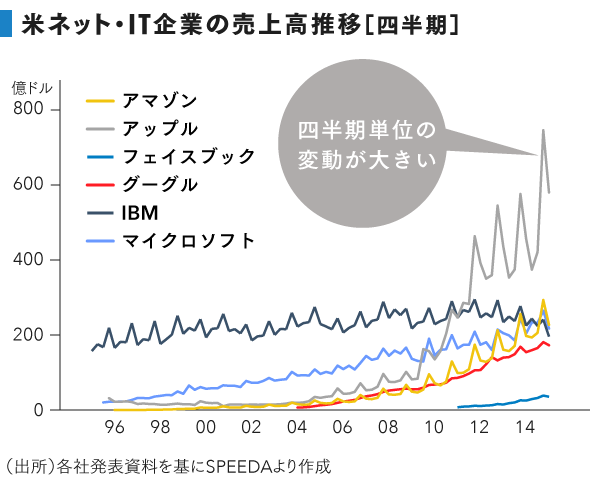 米ネット・IT企業の売上高推移[四半期]
億ドル
800
600
400
200
0
アマゾン
アップル
フェイスブック
グーグル
IBM
マイクロソフト
四半期単位の
変動が大きい
96 98 00 02 04 06 08 10 12 14
（出所）各社発表資料を基にSPEEDAより作成